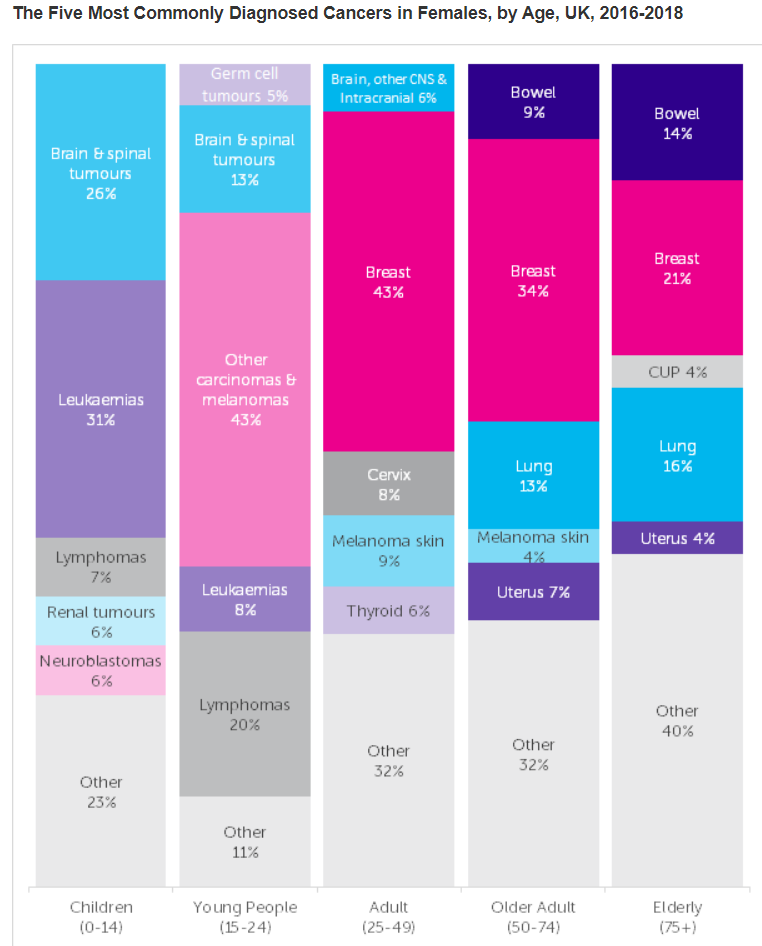 The Five Most Commonly Diagnosed Cancers in Females, by Age, UK, 2016-2018
Brain & spinal
tumours
26%
Leukaemias
31%
Lymphomas
7%
Renal tumours
6%
Neuroblastomas
6%
Other
23%
Children
(0-14)
Germ cell
tumours 5%
Brain & spinal
tumours
13%
Other
carcinomas &
melanomas
43%
Leukaemias
8%
Lymphomas
20%
Other
11%
Young People
(15-24)
Brain, other CNS &
Intracranial 6%
Breast
43%
Cervix
8%
Melanoma skin
9%
Thyroid 6%
Other
32%
Adult
(25-49)
Bowel
9%
Breast
34%
Lung
13%
Melanoma skin
4%
Uterus 7%
Other
32%
Older Adult
(50-74)
Bowel
14%
Breast
21%
CUP 4%
Lung
16%
Uterus 4%
Other
40%
Elderly
(75+)